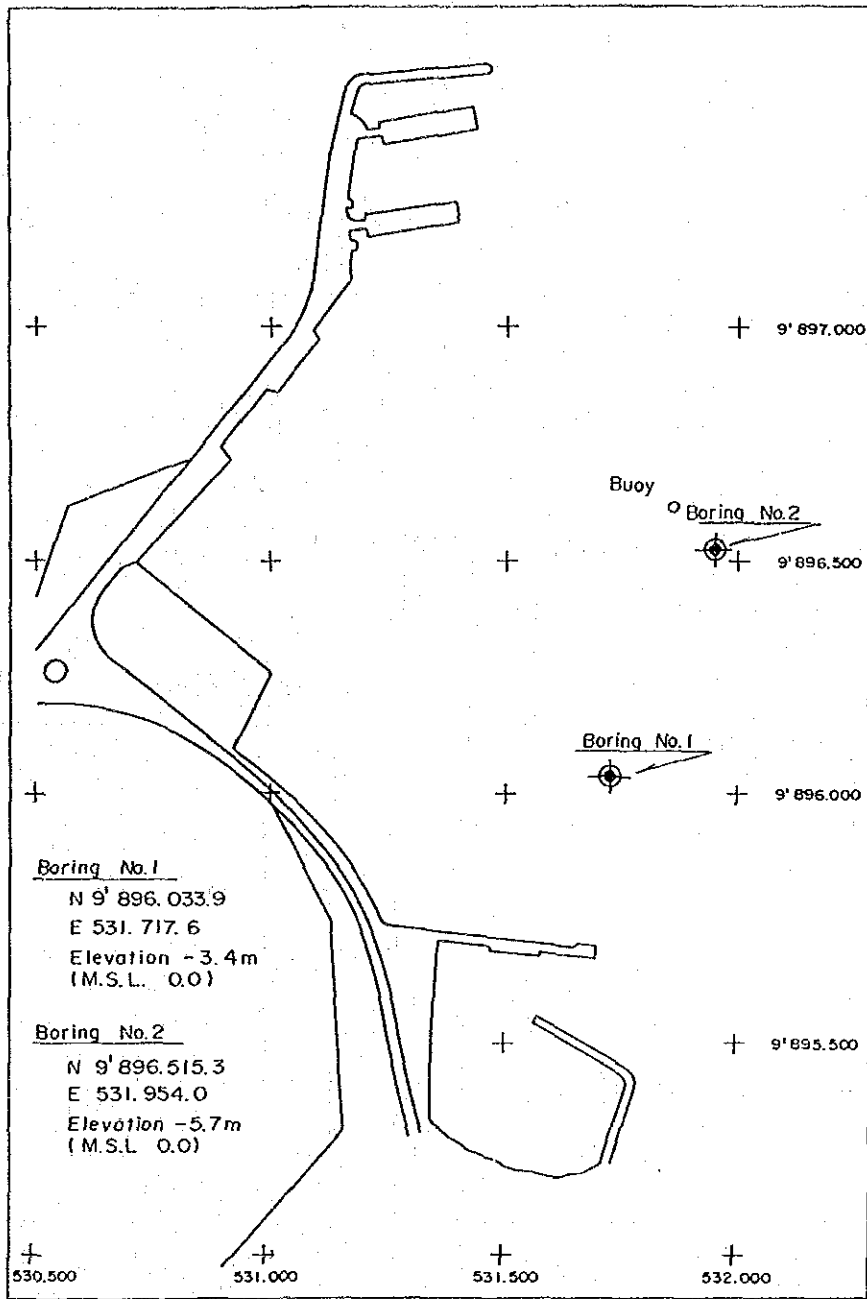 9' 897.000
Buoy
Boring No.2
9' 896.500
Boring No.1
9' 896.000
Boring No.1
N 9' 896.033.9
E 531.717.6
Elevation -3.4m
(M.S.L. 0.0)
Boring No.2
N 9' 896.515.3
E 531.954.0
Elevation -5.7m
(M.S.L 0.0)
9' 895.500
530.500 531.000 531.500 532.000